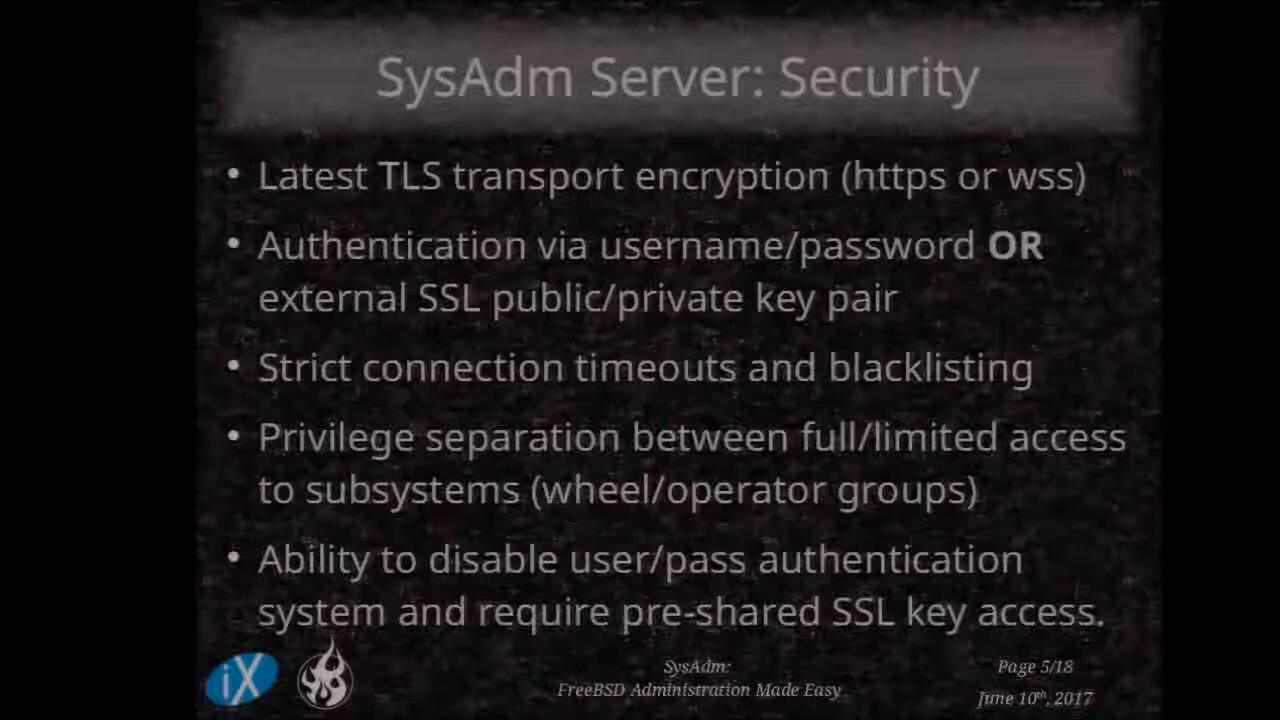 SysAdm Server: Security
• Latest TLS transport encryption (https or wss)
• Authentication via username/password OR
external SSL public/private key pair
• Strict connection timeouts and blacklisting
• Privilege separation between full/limited access
to subsystems (wheel/operator groups)
• Ability to disable user/pass authentication
system and require pre-shared SSL key access.
iX
SysAdm:
FreeBSD Administration Made Easy
Page 5/18
June 10th, 2017